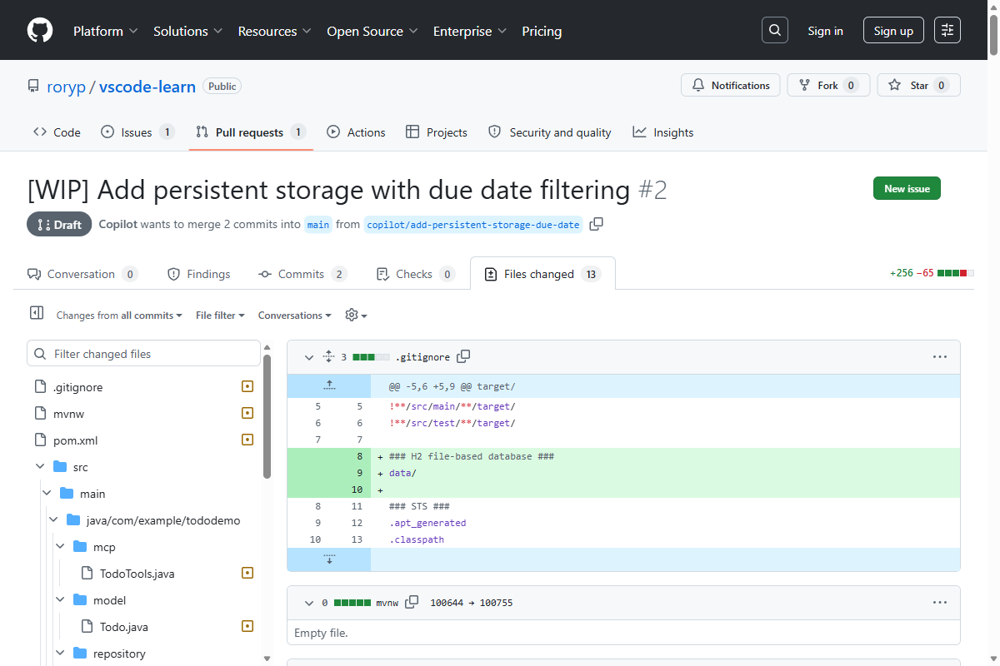 Platform Solutions Resources Open Source Enterprise Pricing Sign in Sign up
roryp / vscode-learn Public Notifications Fork 0 Star 0
Code Issues 1 Pull requests 1 Actions Projects Security and quality Insights
[WIP] Add persistent storage with due date filtering #2 New issue
Draft Copilot wants to merge 2 commits into main from copilot/add-persistent-storage-due-date
Conversation 0 Findings Commits 2 Checks 0 Files changed 13 +256 −65
Changes from all commits File filter Conversations
Filter changed files
.gitignore
mvnw
pom.xml
src
main
java/com/example/tododemo
mcp
TodoTools.java
model
Todo.java
repository
3 .gitignore
@@ -5,6 +5,9 @@ target/
5 5 !**/src/main/**/target/
6 6 !**/src/test/**/target/
7 7
8 + ### H2 file-based database ###
9 + data/
10 +
8 11 ### STS ###
9 12 .apt_generated
10 13 .classpath
0 mvnw 100644 → 100755
Empty file.